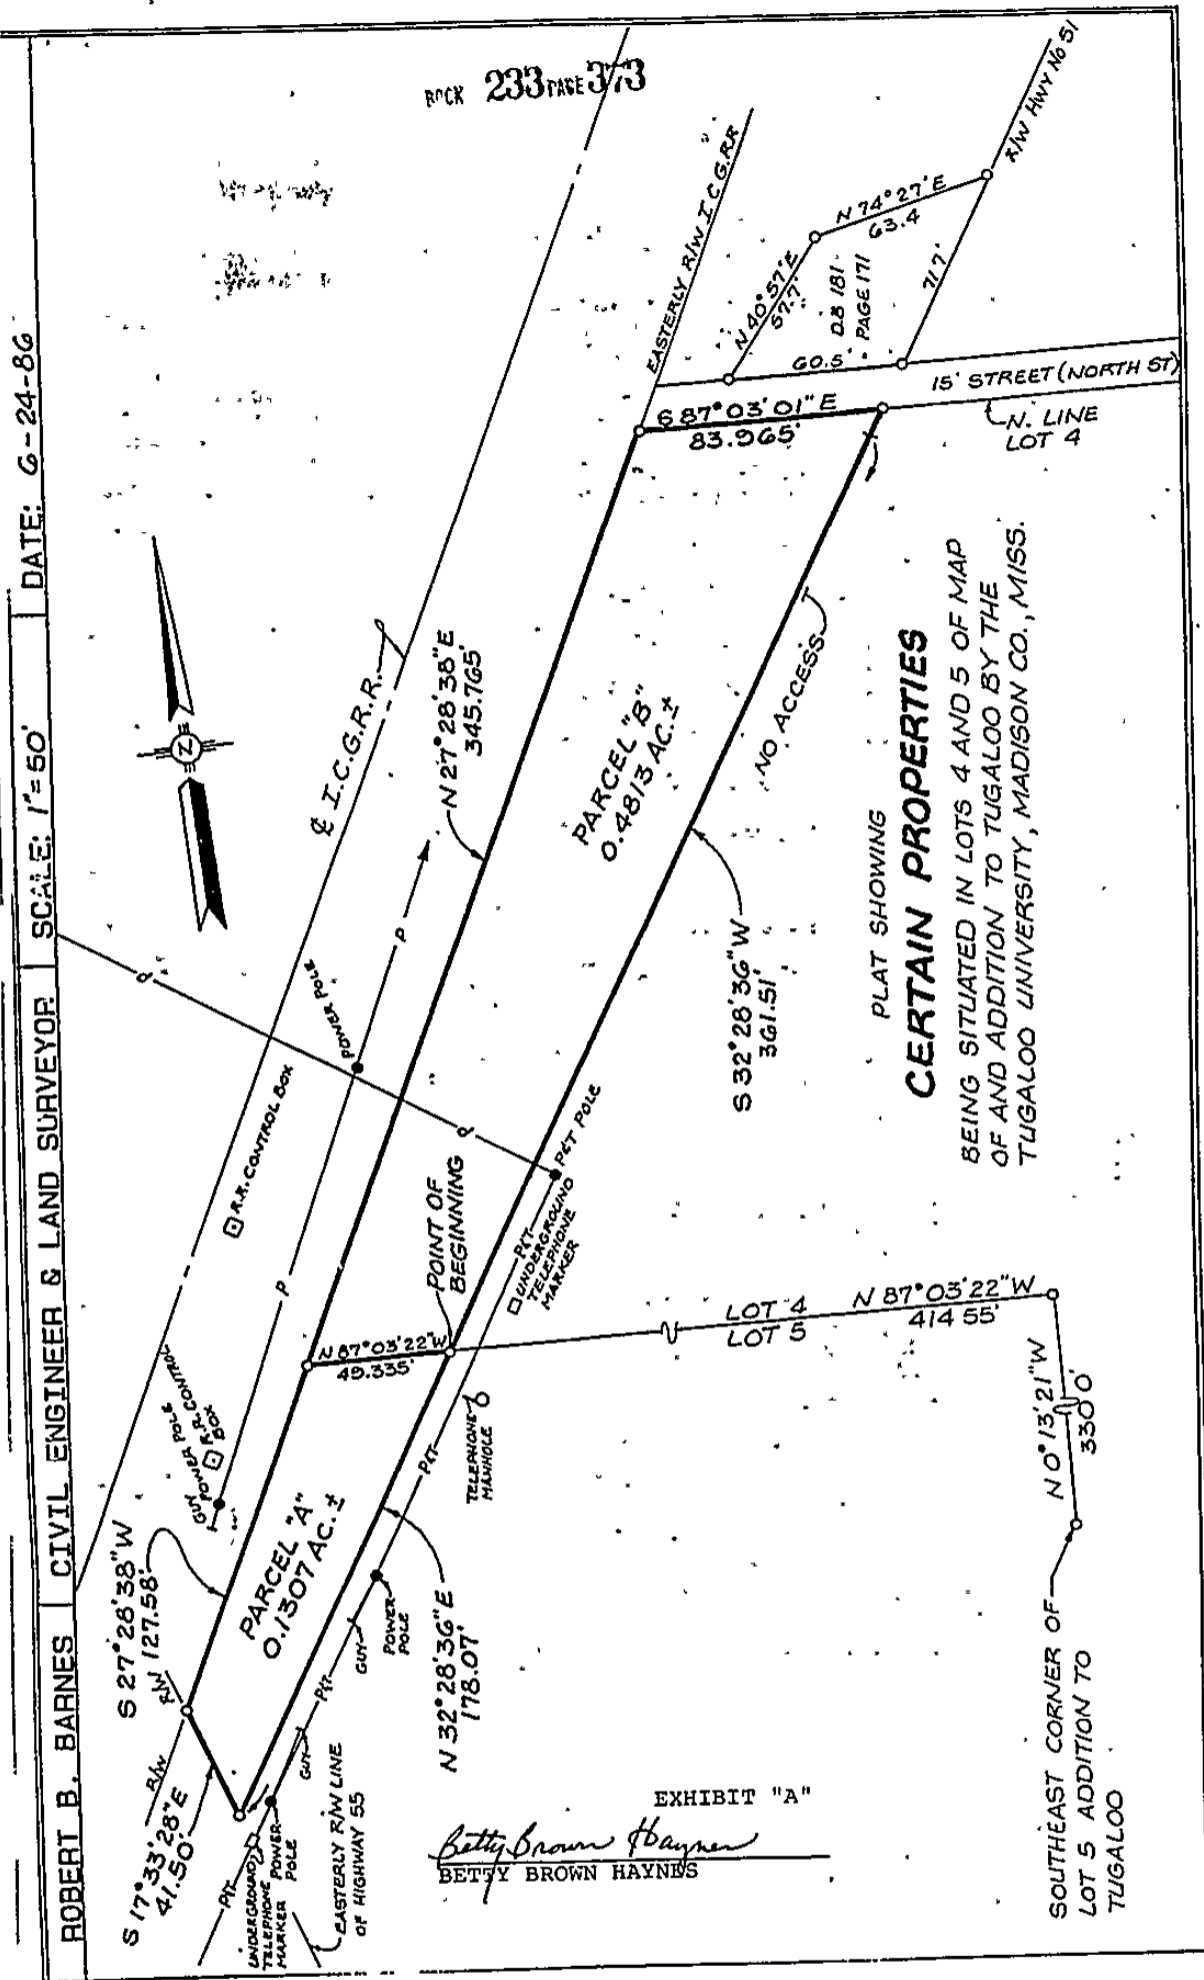 ROBERT B. BARNES
CIVIL ENGINEER & LAND SURVEYOR
SCALE: 1"=50'
DATE: 6-24-86
BOCK 233 PAGE 373
S 17°33'28"E
41.50'
R/W
R/W
S 27°28'38"W
127.58'
GUY
POWER POLE
R.R. CONTROL
BOX
P
R.R. CONTROL BOX
POWER POLE
P
P
P
℄ I.C.G.R.R.
N
N 27°28'38"E
345.765'
EASTERLY R/W I.C.G.RR
N 40°57'E
57.7'
N 74°27'E
63.4
D.B 181
PAGE 171
60.5'
71.7'
R/W HWY No 51
15' STREET (NORTH ST)
S 87°03'01"E
83.965'
N. LINE
LOT 4
PARCEL "A"
0.1307 AC.±
PARCEL "B"
0.4813 AC.±
NO ACCESS
N 87°03'22"W
49.335'
POINT OF
BEGINNING
P
P&T POLE
P&T
UNDERGROUND
TELEPHONE
MARKER
S 32°28'36"W
361.51'
TELEPHONE
MANHOLE
P&T
POWER
POLE
GUY
P&T
GUY
POWER
POLE
P&T
UNDERGROUND
TELEPHONE
MARKER
EASTERLY R/W LINE
OF HIGHWAY 55
N 32°28'36"E
178.07'
LOT 4
LOT 5
N 87°03'22"W
414 55'
N 0°13'21"W
330 0'
SOUTHEAST CORNER OF
LOT 5 ADDITION TO
TUGALOO
PLAT SHOWING
CERTAIN PROPERTIES
BEING SITUATED IN LOTS 4 AND 5 OF MAP
OF AND ADDITION TO TUGALOO BY THE
TUGALOO UNIVERSITY, MADISON CO., MISS.
EXHIBIT "A"
Betty Brown Haynes
BETTY BROWN HAYNES